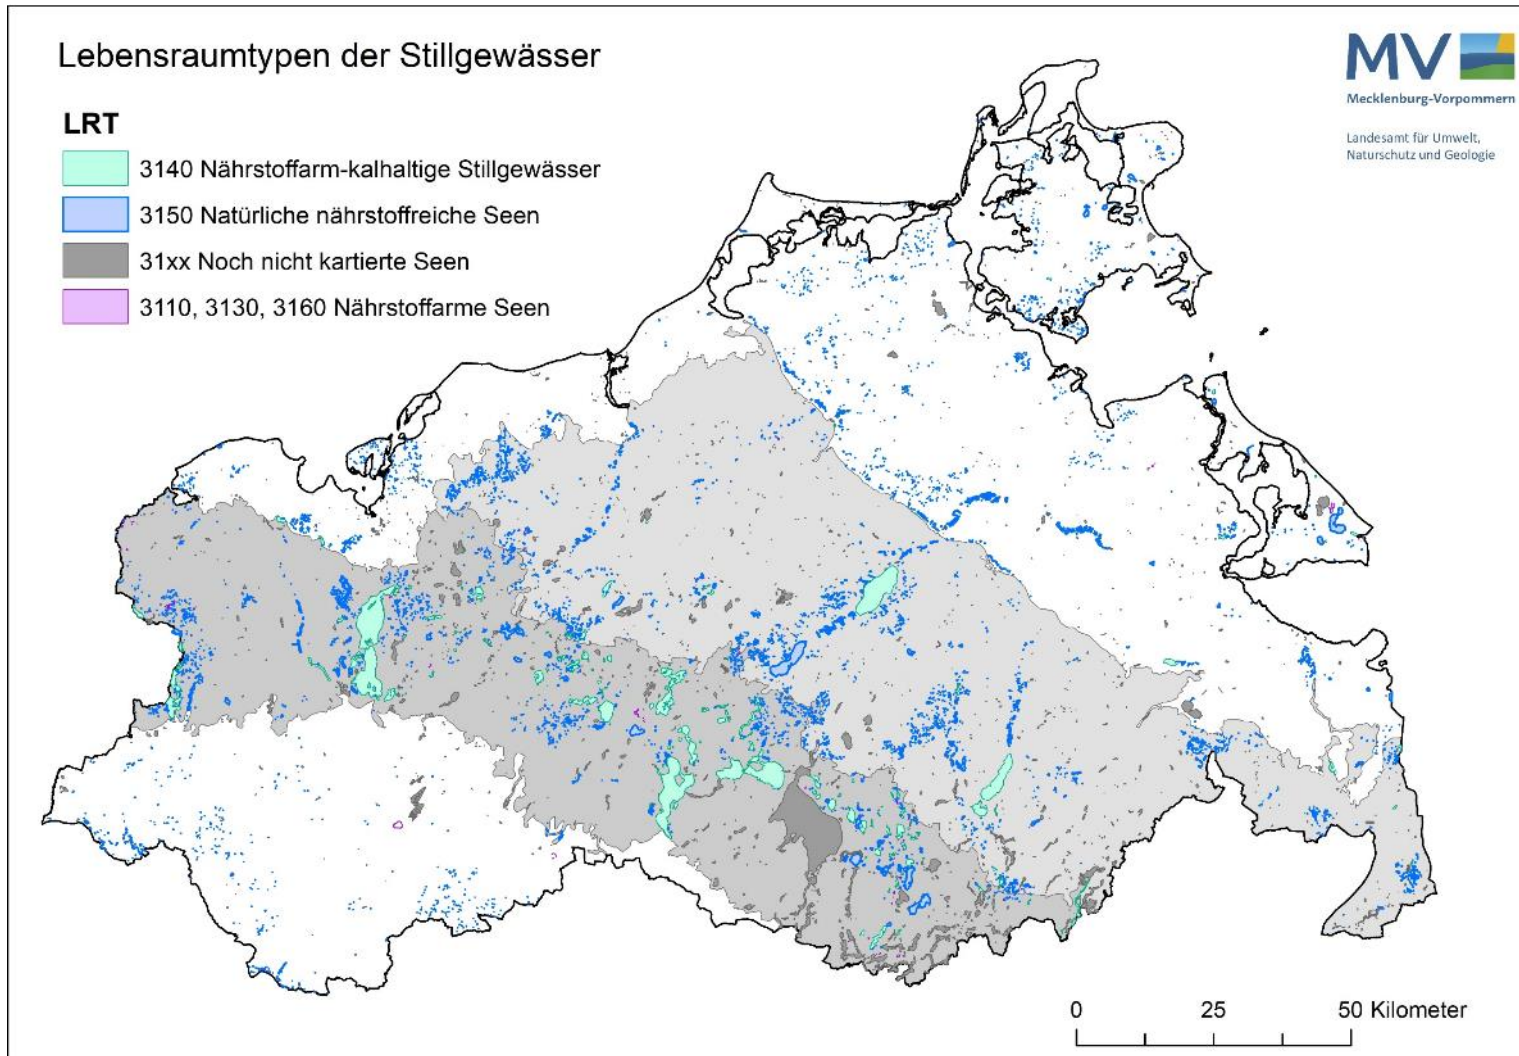 Lebensraumtypen der Stillgewässer
LRT
3140 Nährstoffarm-kalhaltige Stillgewässer
3150 Natürliche nährstoffreiche Seen
31xx Noch nicht kartierte Seen
3110, 3130, 3160 Nährstoffarme Seen
MV
Mecklenburg-Vorpommern
Landesamt für Umwelt,
Naturschutz und Geologie
0 25 50 Kilometer